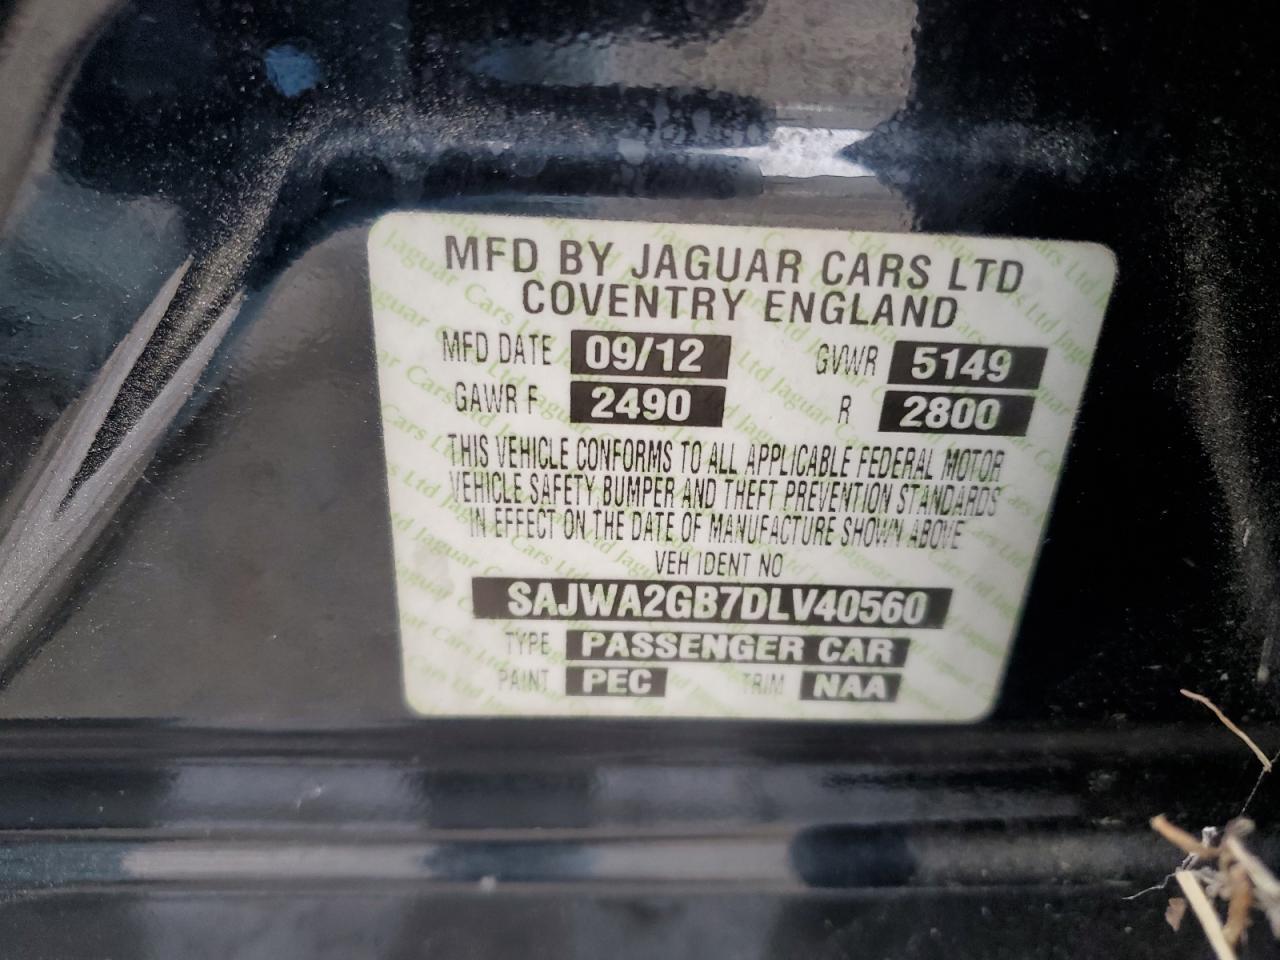 MFD BY JAGUAR CARS LTD
COVENTRY ENGLAND
MFD DATE 09/12 GVWR 5149
GAWR F 2490 R 2800
THIS VEHICLE CONFORMS TO ALL APPLICABLE FEDERAL MOTOR
VEHICLE SAFETY BUMPER AND THEFT PREVENTION STANDARDS
IN EFFECT ON THE DATE OF MANUFACTURE SHOWN ABOVE
VEH IDENT NO
SAJWA2GB7DLV40560
TYPE PASSENGER CAR
PAINT PEC TRIM NAA